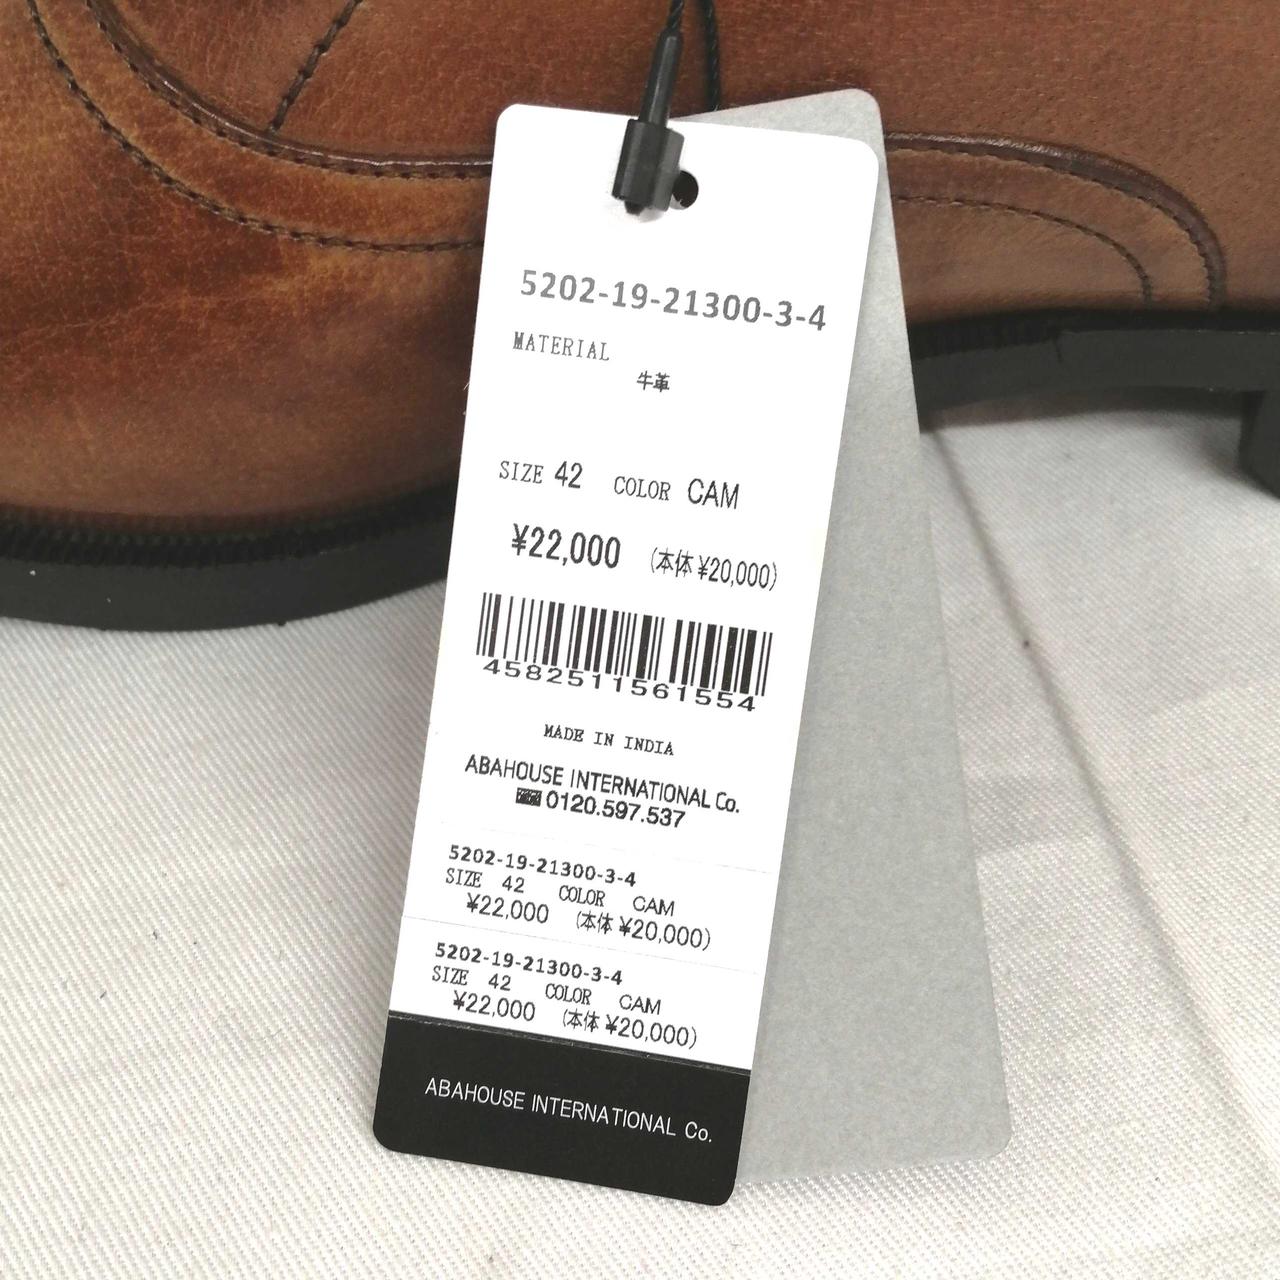 5202-19-21300-3-4
MATERIAL
牛革
SIZE 42 COLOR CAM
¥22,000 (本体 ¥20,000)
4582511561554
MADE IN INDIA
ABAHOUSE INTERNATIONAL Co.
0120.597.537
5202-19-21300-3-4
SIZE 42 COLOR CAM
¥22,000 (本体 ¥20,000)
5202-19-21300-3-4
SIZE 42 COLOR CAM
¥22,000 (本体 ¥20,000)
ABAHOUSE INTERNATIONAL Co.